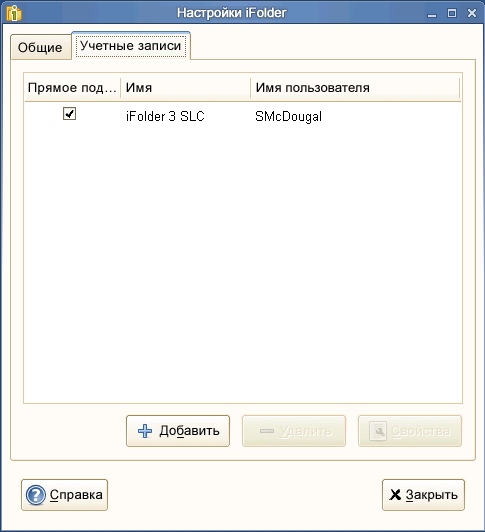 Настройки iFolder
Общие Учетные записи
Прямое под... Имя Имя пользователя
iFolder 3 SLC SMcDougal
Добавить Удалить Свойства
Справка Закрыть